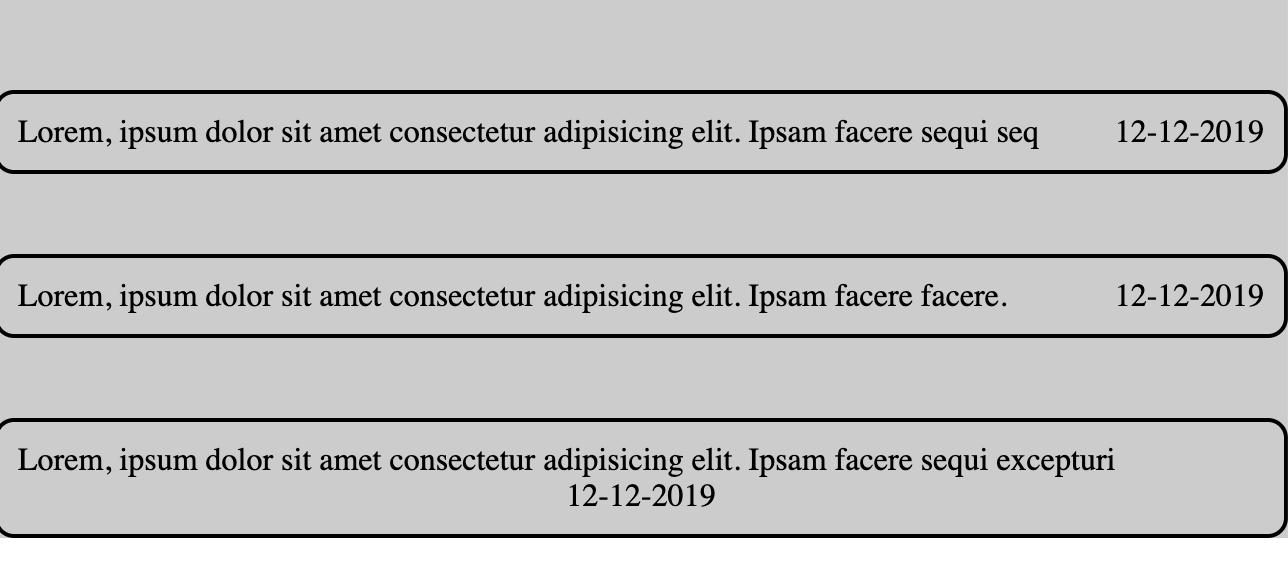 Lorem, ipsum dolor sit amet consectetur adipisicing elit. Ipsam facere sequi seq 12-12-2019
Lorem, ipsum dolor sit amet consectetur adipisicing elit. Ipsam facere facere. 12-12-2019
Lorem, ipsum dolor sit amet consectetur adipisicing elit. Ipsam facere sequi excepturi
12-12-2019